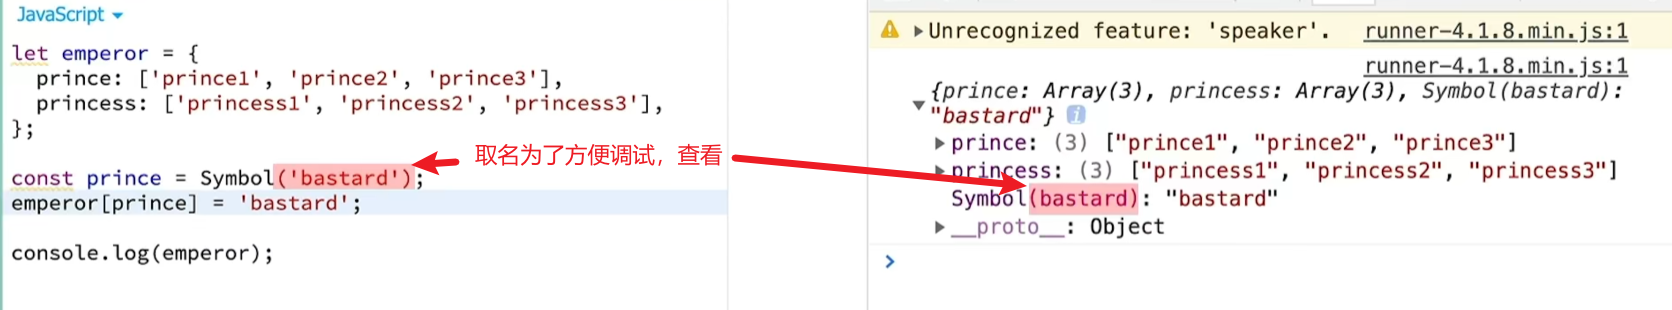 JavaScript
let emperor = {
  prince: ['prince1', 'prince2', 'prince3'],
  princess: ['princess1', 'princess2', 'princess3'],
};
取名为了方便调试，查看
const prince = Symbol('bastard');
emperor[prince] = 'bastard';
console.log(emperor);
Unrecognized feature: 'speaker'. runner-4.1.8.min.js:1
runner-4.1.8.min.js:1
{prince: Array(3), princess: Array(3), Symbol(bastard):
"bastard"} i
prince: (3) ["prince1", "prince2", "prince3"]
princess: (3) ["princess1", "princess2", "princess3"]
Symbol(bastard): "bastard"
__proto__: Object